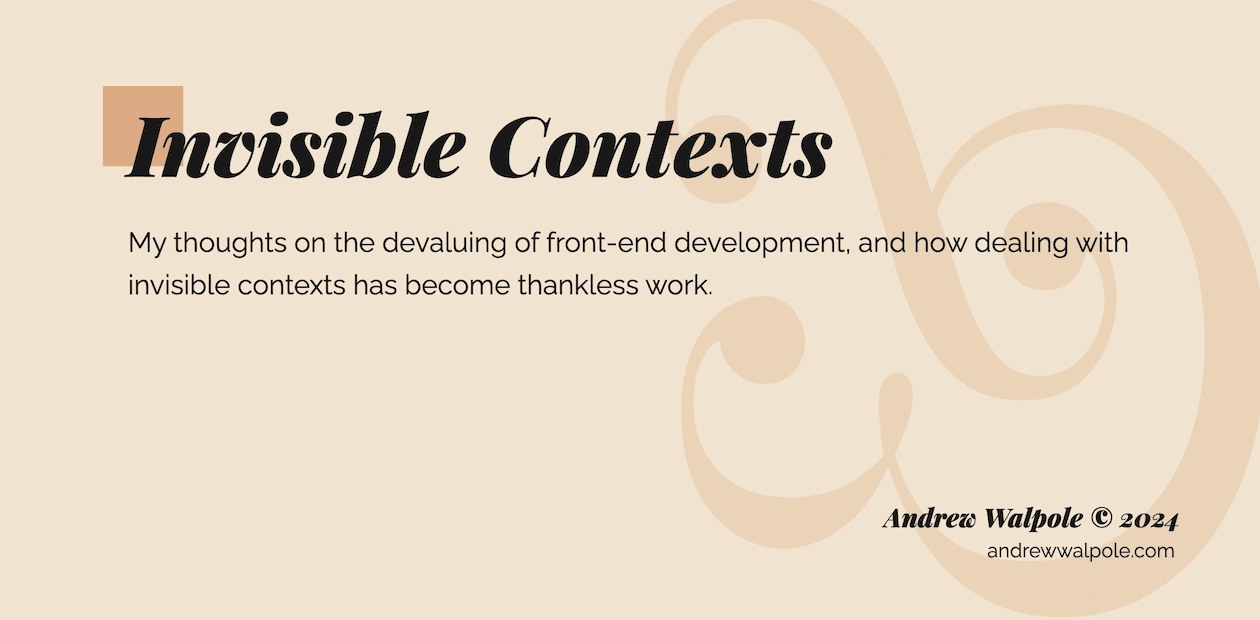 Invisible Contexts
My thoughts on the devaluing of front-end development, and how dealing with
invisible contexts has become thankless work.
Andrew Walpole © 2024
andrewwalpole.com